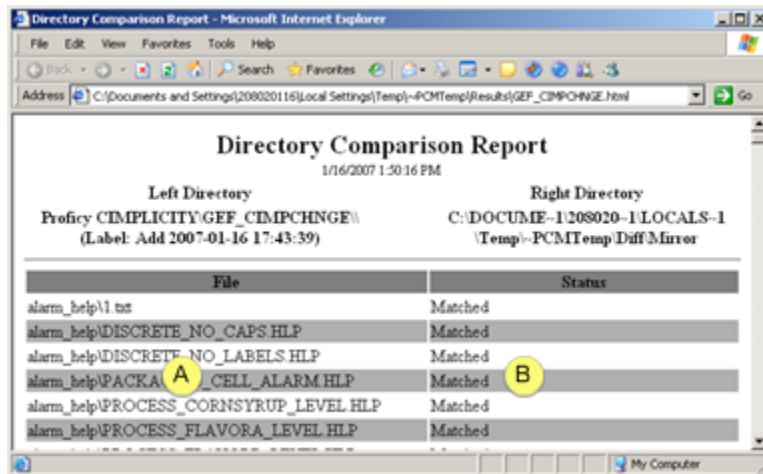 Directory Comparison Report - Microsoft Internet Explorer
File Edit View Favorites Tools Help
Back Search Favorites
Address C:\Documents and Settings\208020116\Local Settings\Temp\~PCMTemp\Results\GEF_CIMPCHNGE.html Go
Directory Comparison Report
1/16/2007 1:50:16 PM
Left Directory Right Directory
Proficy CIMPLICITY\GEF_CIMPCHNGE\\ C:\DOCUME~1\208020~1\LOCALS~1
(Label: Add 2007-01-16 17:43:39) \Temp\~PCMTemp\Diff\Mirror
File Status
alarm_help\1.txt Matched
alarm_help\DISCRETE_NO_CAPS.HLP Matched
alarm_help\DISCRETE_NO_LABELS.HLP Matched
A B
alarm_help\PACKA _CELL_ALARM.HLP Matched
alarm_help\PROCESS_CORNSYRUP_LEVEL.HLP Matched
alarm_help\PROCESS_FLAVORA_LEVEL.HLP Matched
My Computer